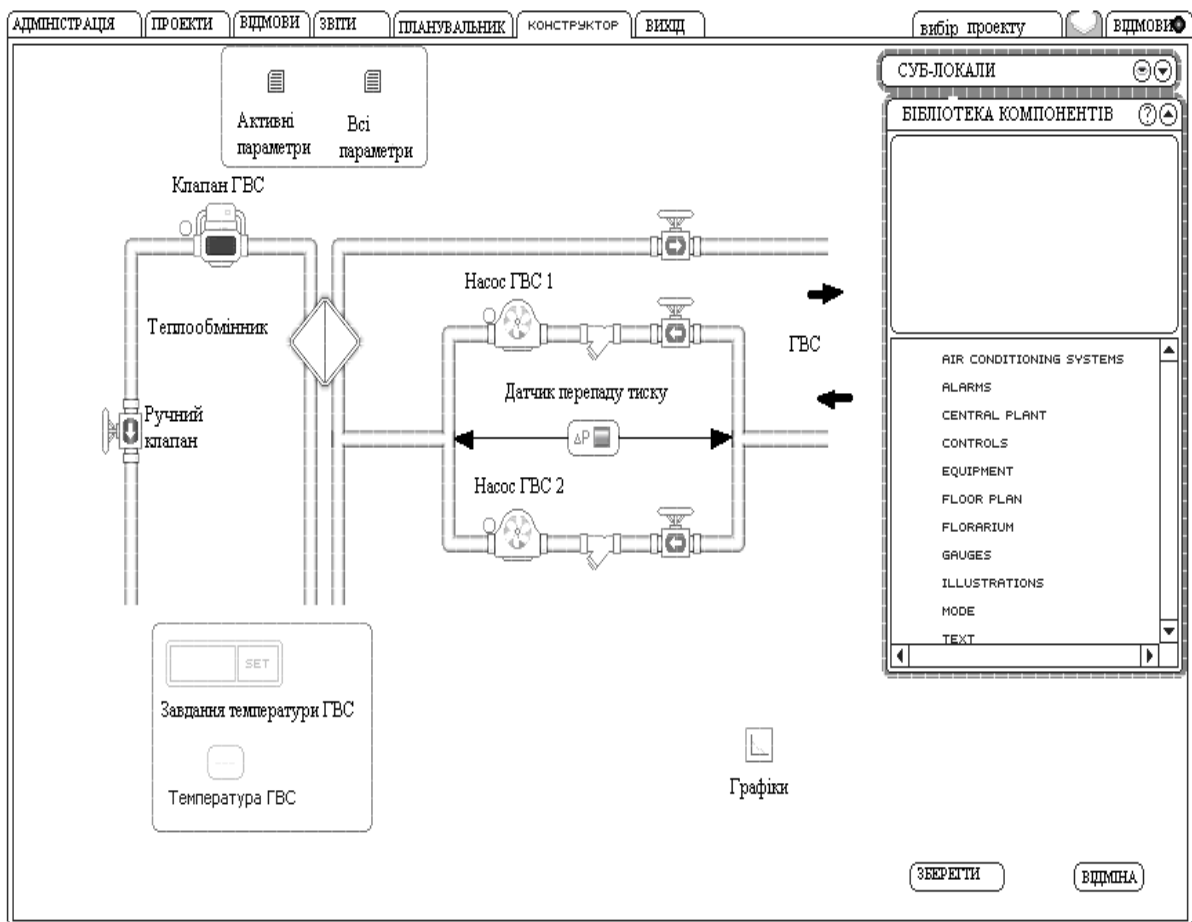 АДМІНІСТРАЦІЯ
ПРОЕКТИ
ВІДМОВИ
ЗВІТИ
ПЛАНУВАЛЬНИК
КОНСТРУКТОР
ВИХІД
вибір проекту
ВІДМОВИ
Активні параметри
Всі параметри
СУБ-ЛОКАЛИ
БІБЛІОТЕКА КОМПОНЕНТІВ
?
Клапан ГВС
Насос ГВС 1
Теплообмінник
ГВС
Датчик перепаду тиску
ΔP
Ручний клапан
Насос ГВС 2
AIR CONDITIONING SYSTEMS
ALARMS
CENTRAL PLANT
CONTROLS
EQUIPMENT
FLOOR PLAN
FLORARIUM
GAUGES
ILLUSTRATIONS
MODE
TEXT
SET
Завдання температури ГВС
---
Температура ГВС
Графіки
ЗБЕРЕГТИ
ВІДМІНА